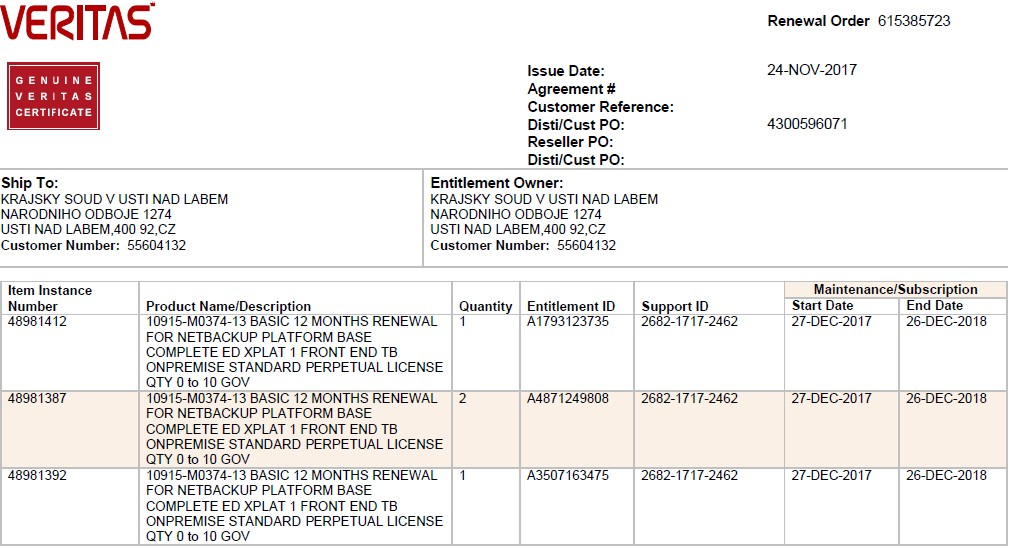 VERITAS
Renewal Order 615385723
GENUINE
VERITAS
CERTIFICATE
Issue Date: 24-NOV-2017
Agreement #
Customer Reference:
Disti/Cust PO: 4300596071
Reseller PO:
Disti/Cust PO:
Ship To:
KRAJSKY SOUD V USTI NAD LABEM
NARODNIHO ODBOJE 1274
USTI NAD LABEM,400 92,CZ
Customer Number: 55604132
Entitlement Owner:
KRAJSKY SOUD V USTI NAD LABEM
NARODNIHO ODBOJE 1274
USTI NAD LABEM,400 92,CZ
Customer Number: 55604132
Item Instance Maintenance/Subscription
Number Product Name/Description Quantity Entitlement ID Support ID Start Date End Date
48981412 10915-M0374-13 BASIC 12 MONTHS RENEWAL 1 A1793123735 2682-1717-2462 27-DEC-2017 26-DEC-2018
FOR NETBACKUP PLATFORM BASE
COMPLETE ED XPLAT 1 FRONT END TB
ONPREMISE STANDARD PERPETUAL LICENSE
QTY 0 to 10 GOV
48981387 10915-M0374-13 BASIC 12 MONTHS RENEWAL 2 A4871249808 2682-1717-2462 27-DEC-2017 26-DEC-2018
FOR NETBACKUP PLATFORM BASE
COMPLETE ED XPLAT 1 FRONT END TB
ONPREMISE STANDARD PERPETUAL LICENSE
QTY 0 to 10 GOV
48981392 10915-M0374-13 BASIC 12 MONTHS RENEWAL 1 A3507163475 2682-1717-2462 27-DEC-2017 26-DEC-2018
FOR NETBACKUP PLATFORM BASE
COMPLETE ED XPLAT 1 FRONT END TB
ONPREMISE STANDARD PERPETUAL LICENSE
QTY 0 to 10 GOV